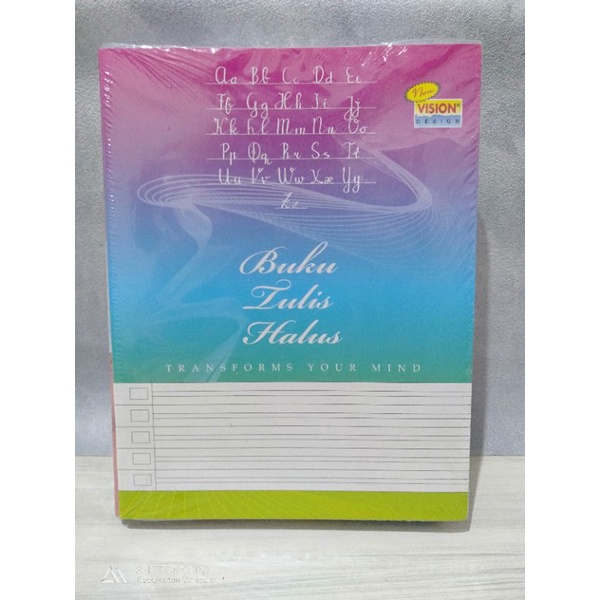 Aa Bb Cc Dd Ee
Ff Gg Hh Ii Jj
Kk Ll Mm Nn Oo
Pp Qq Rr Ss Tt
Uu Vv Ww Xx Yy
Zz
New
VISION
DESIGN
Buku
Tulis
Halus
TRANSFORMS YOUR MIND